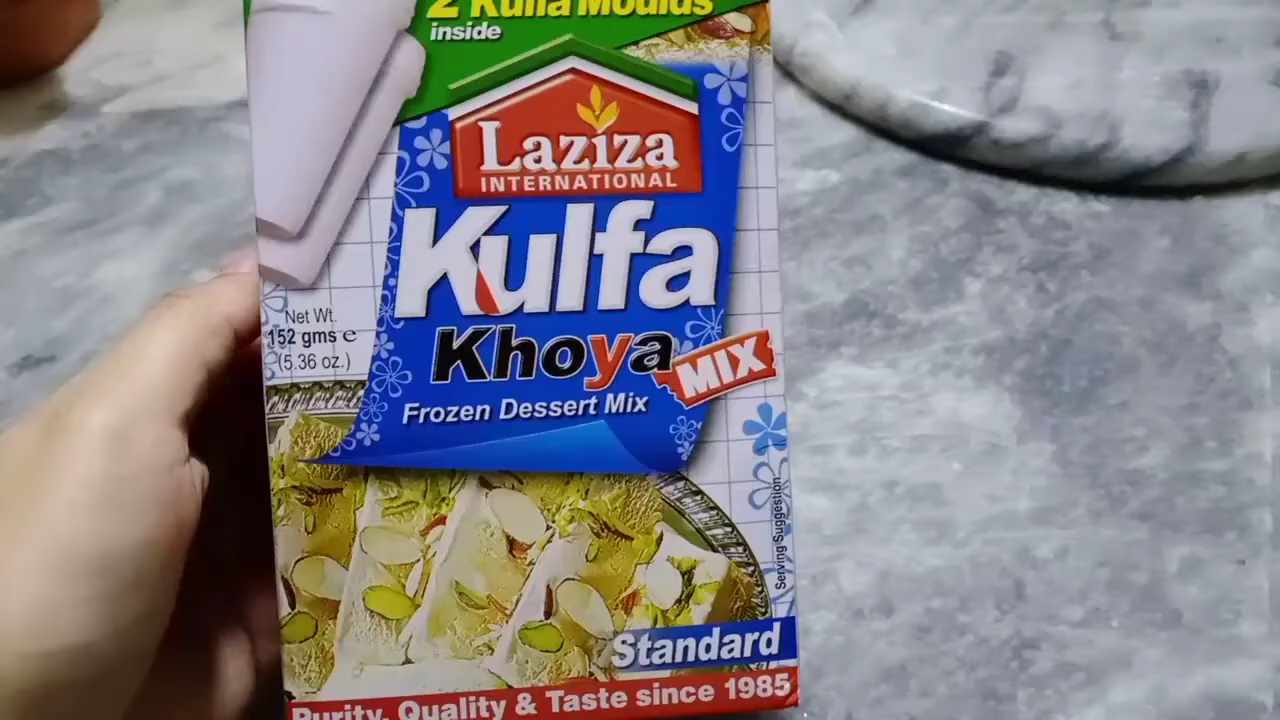 2 Kulfa Moulds
inside
Laziza
INTERNATIONAL
Kulfa
Khoya
MIX
Frozen Dessert Mix
Net Wt.
152 gms e
(5.36 oz.)
Serving Suggestion
Standard
Purity, Quality & Taste since 1985